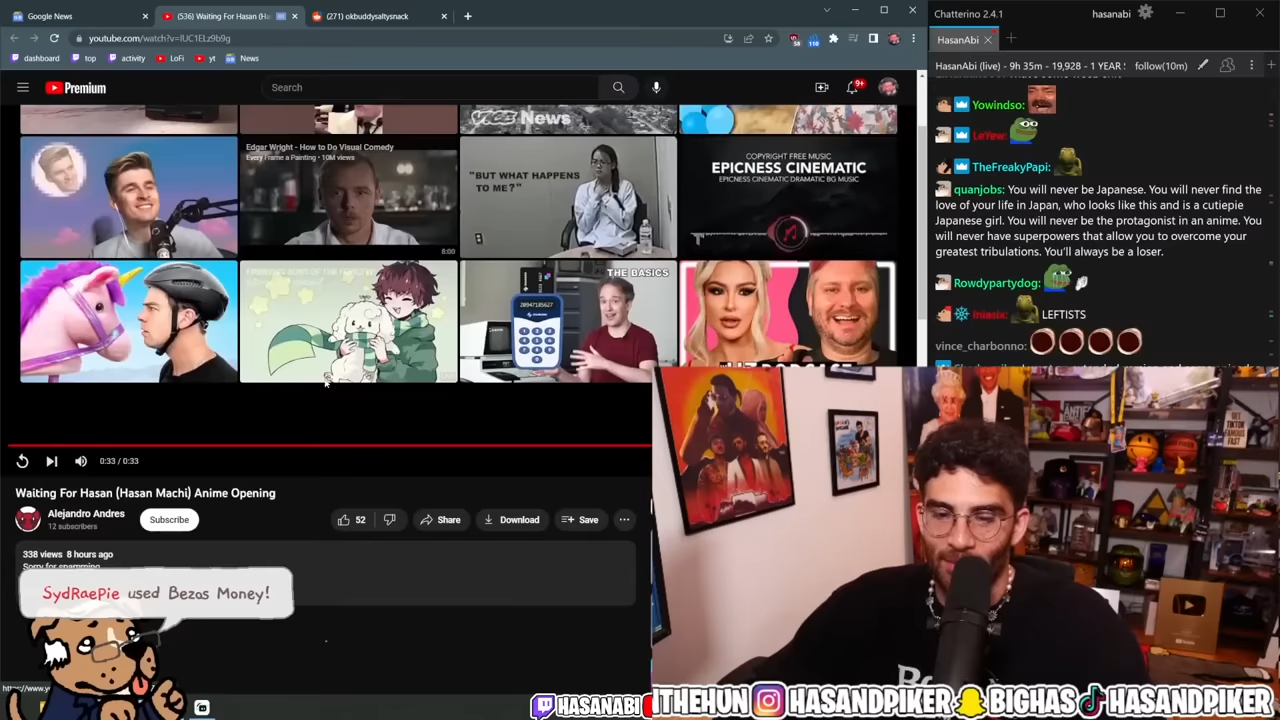 Google News
(536) Waiting For Hasan (Ha
(271) okbuddysaltysnack
youtube.com/watch?v=IUC1ELz9b9g
dashboard
top
activity
LoFi
yt
News
58
110
Premium
Search
9+
VICE News
Edgar Wright - How to Do Visual Comedy
Every Frame a Painting • 10M views
8:00
"BUT WHAT HAPPENS
TO ME?"
COPYRIGHT FREE MUSIC
EPICNESS CINEMATIC
EPICNESS CINEMATIC DRAMATIC BG MUSIC
THE BASICS
0:33 / 0:33
Waiting For Hasan (Hasan Machi) Anime Opening
Alejandro Andres
12 subscribers
Subscribe
52
Share
Download
Save
338 views 8 hours ago
Sorry for spamming
SydRaePie used Bezos Money!
Chatterino 2.4.1
hasanabi
HasanAbi
HasanAbi (live) - 9h 35m - 19,928 - 1 YEAR
follow(10m)
Yowindso:
LeYew:
TheFreakyPapi:
quanjobs: You will never be Japanese. You will never find the
love of your life in Japan, who looks like this and is a cutiepie
Japanese girl. You will never be the protagonist in an anime. You
will never have superpowers that allow you to overcome your
greatest tribulations. You'll always be a loser.
Rowdypartydog:
LEFTISTS
vince_charbonno:
HASANABI
ITHEHUN
HASANDPIKER
BIGHAS
HASANDPIKER